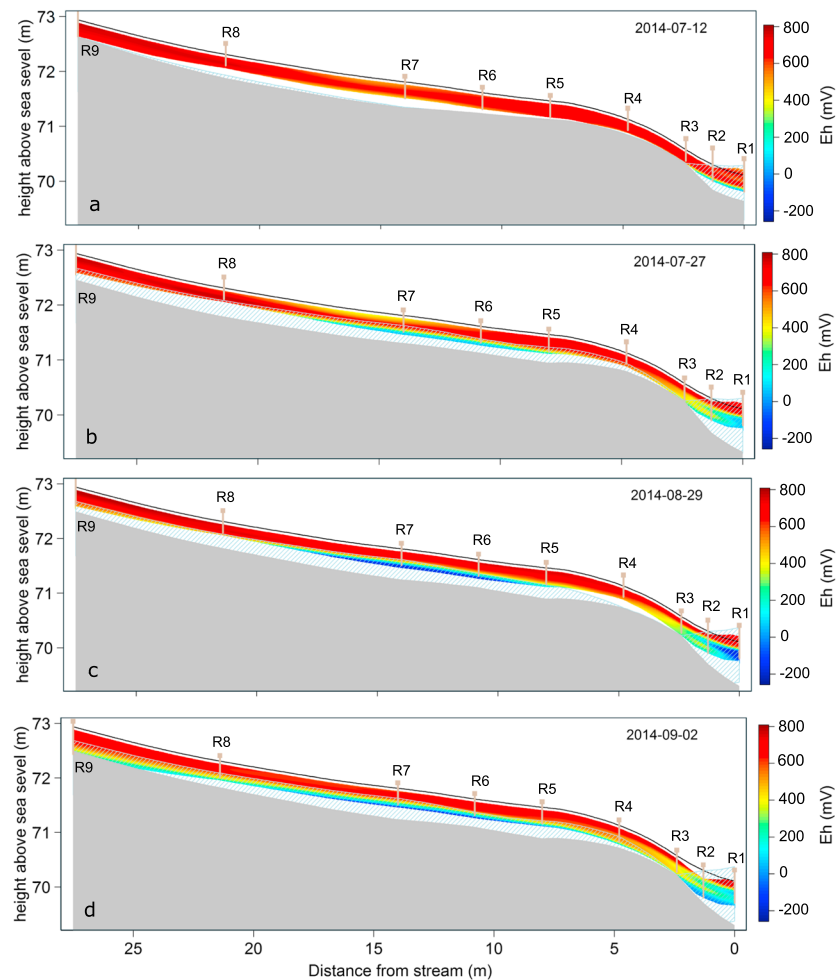 2014-07-12
height above sea sevel (m)
73
72
71
70
R9
R8
R7
R6
R5
R4
R3
R2
R1
a
800
600
400
200
0
-200
Eh (mV)
2014-07-27
height above sea sevel (m)
73
72
71
70
R9
R8
R7
R6
R5
R4
R3
R2
R1
b
800
600
400
200
0
-200
Eh (mV)
2014-08-29
height above sea sevel (m)
73
72
71
70
R9
R8
R7
R6
R5
R4
R3
R2
R1
c
800
600
400
200
0
-200
Eh (mV)
2014-09-02
height above sea sevel (m)
73
72
71
70
R9
R8
R7
R6
R5
R4
R3
R2
R1
d
800
600
400
200
0
-200
Eh (mV)
25 20 15 10 5 0
Distance from stream (m)